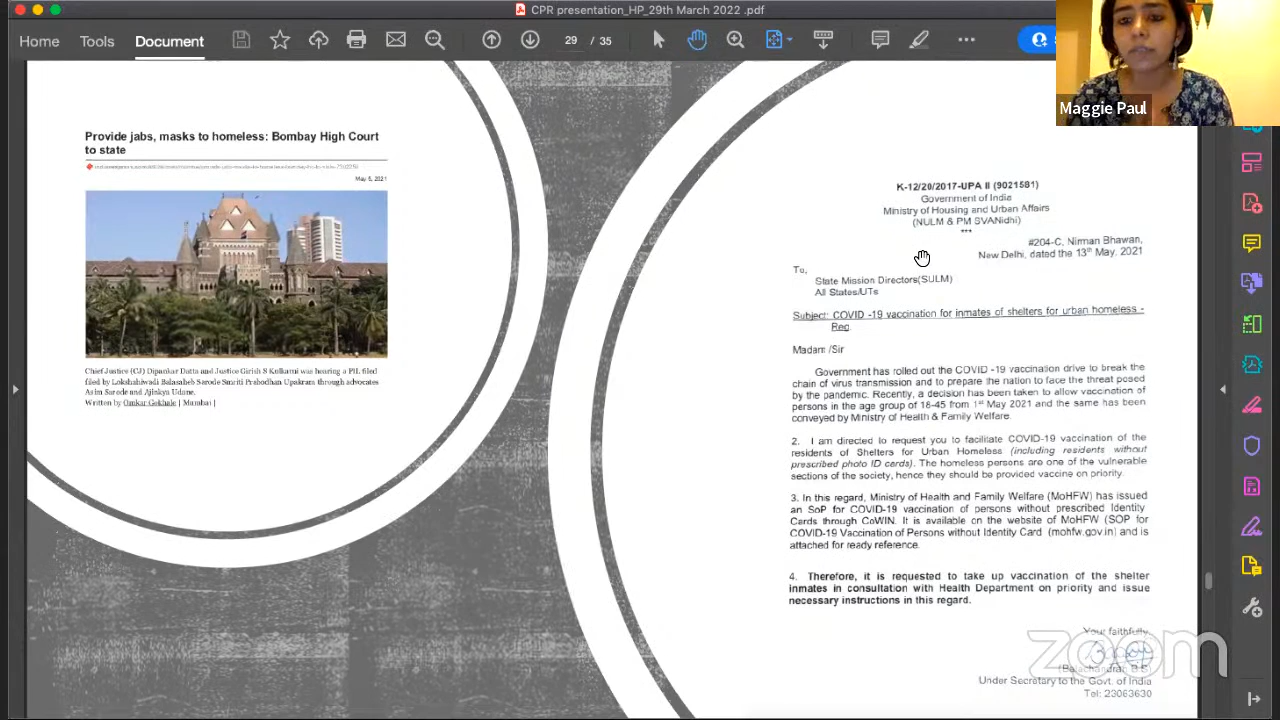 CPR presentation_HP_29th March 2022 .pdf
Home Tools Document 29 / 35
Maggie Paul
Provide jabs, masks to homeless: Bombay High Court
to state
May 6, 2021
Chief Justice (CJ) Dipankar Datta and Justice Girish S Kulkarni was hearing a PIL filed
filed by Lokshahiwadi Balasaheb Sarode Smriti Prabodhan Upakram through advocates
Asim Sarode and Ajinkya Udane.
Written by Omkar Gokhale | Mumbai |
K-12/20/2017-UPA II (9021581)
Government of India
Ministry of Housing and Urban Affairs
(NULM & PM SVANidhi)
***
#204-C, Nirman Bhawan,
New Delhi, dated the 13th May, 2021
To,
State Mission Directors(SULM)
All States/UTs
Subject: COVID -19 vaccination for inmates of shelters for urban homeless -
Reg.
Madam /Sir
Government has rolled out the COVID -19 vaccination drive to break the
chain of virus transmission and to prepare the nation to face the threat posed
by the pandemic. Recently, a decision has been taken to allow vaccination of
persons in the age group of 18-45 from 1st May 2021 and the same has been
conveyed by Ministry of Health & Family Welfare.
2. I am directed to request you to facilitate COVID-19 vaccination of the
residents of Shelters for Urban Homeless (including residents without
prescribed photo ID cards). The homeless persons are one of the vulnerable
sections of the society, hence they should be provided vaccine on priority.
3. In this regard, Ministry of Health and Family Welfare (MoHFW) has issued
an SoP for COVID-19 vaccination of persons without prescribed Identity
Cards through CoWIN. It is available on the website of MoHFW (SOP for
COVID-19 Vaccination of Persons without Identity Card (mohfw.gov.in) and is
attached for ready reference.
4. Therefore, it is requested to take up vaccination of the shelter
inmates in consultation with Health Department on priority and issue
necessary instructions in this regard.
Your faithfully,
(Balachandran B.S)
Under Secretary to the Govt. of India
Tel: 23063630
zoom